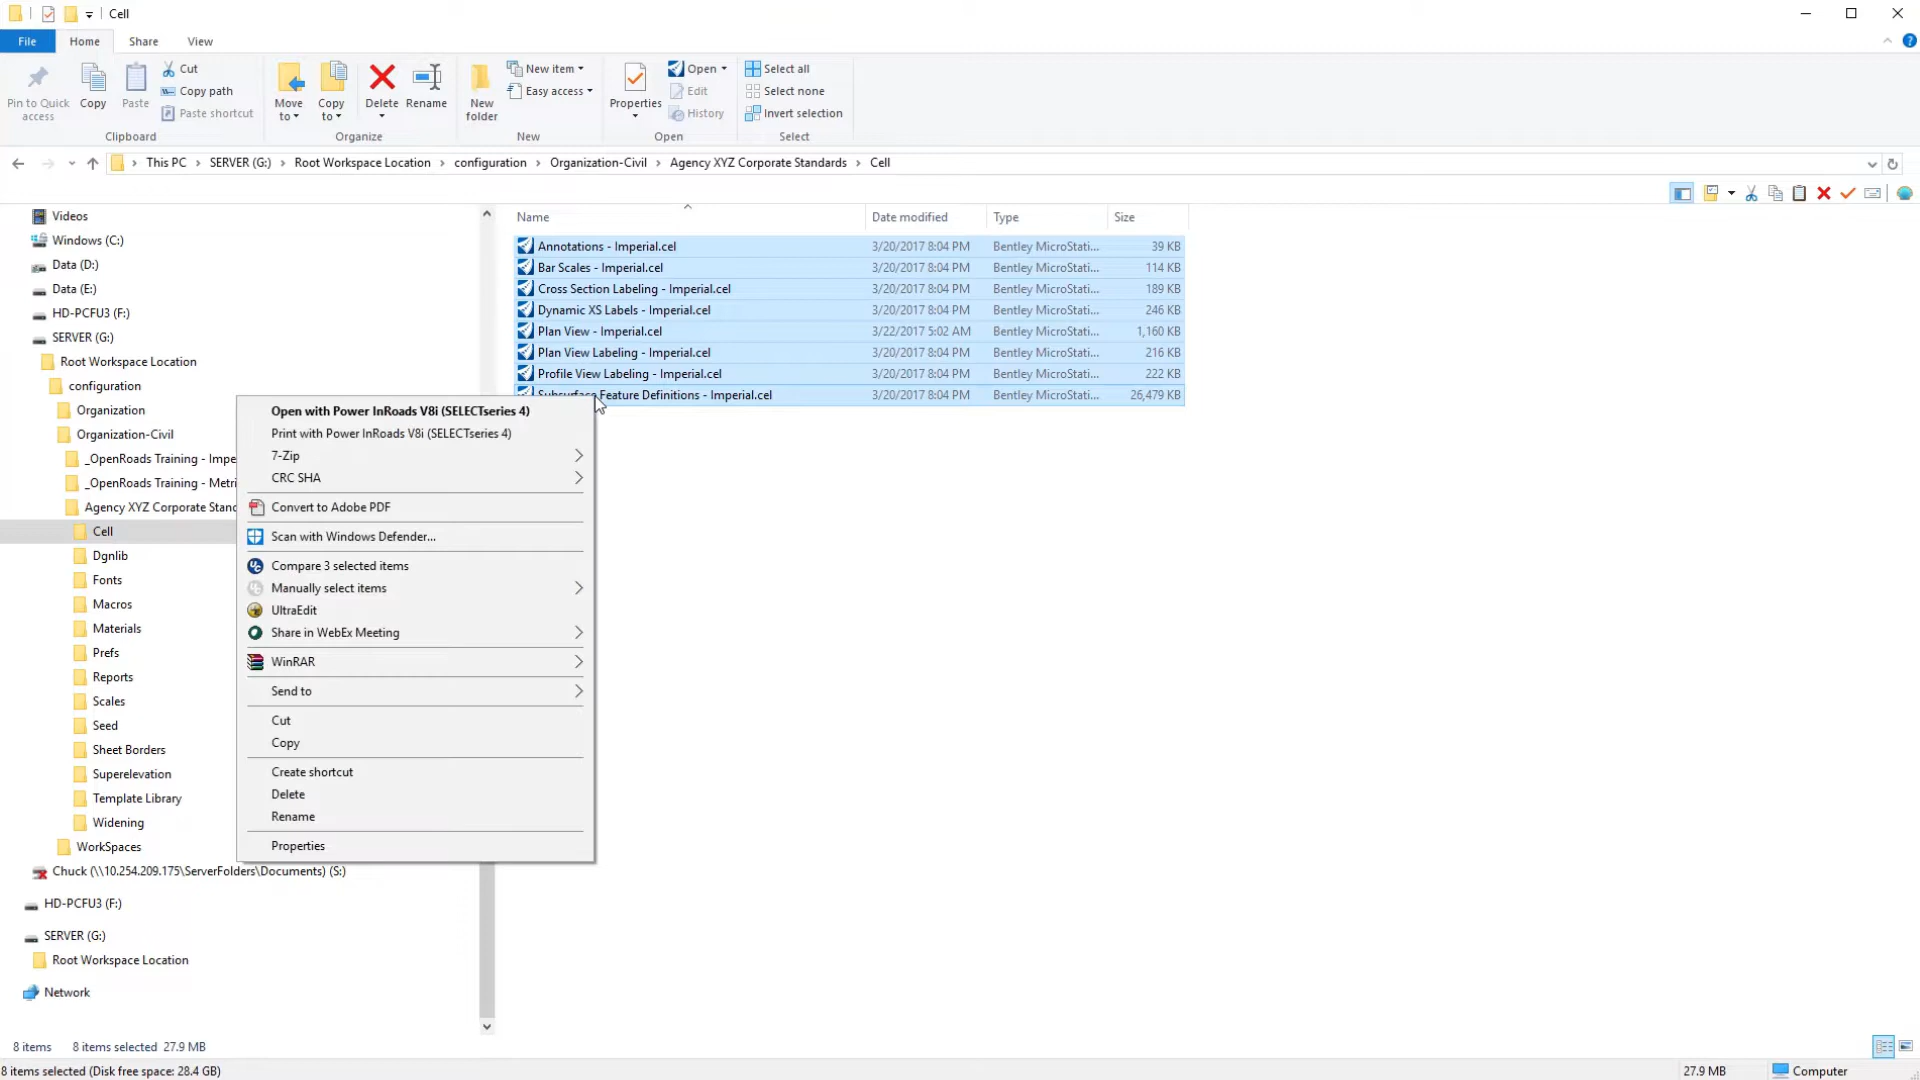 Cell
File
Home
Share
View
Pin to Quick access
Copy
Paste
Cut
Copy path
Paste shortcut
Clipboard
Move to
Copy to
Delete
Rename
Organize
New folder
New item
Easy access
New
Properties
Open
Edit
History
Open
Select all
Select none
Invert selection
Select
This PC › SERVER (G:) › Root Workspace Location › configuration › Organization-Civil › Agency XYZ Corporate Standards › Cell
Name Date modified Type Size
Annotations - Imperial.cel 3/20/2017 8:04 PM Bentley MicroStati... 39 KB
Bar Scales - Imperial.cel 3/20/2017 8:04 PM Bentley MicroStati... 114 KB
Cross Section Labeling - Imperial.cel 3/20/2017 8:04 PM Bentley MicroStati... 189 KB
Dynamic XS Labels - Imperial.cel 3/20/2017 8:04 PM Bentley MicroStati... 246 KB
Plan View - Imperial.cel 3/22/2017 5:02 AM Bentley MicroStati... 1,160 KB
Plan View Labeling - Imperial.cel 3/20/2017 8:04 PM Bentley MicroStati... 216 KB
Profile View Labeling - Imperial.cel 3/20/2017 8:04 PM Bentley MicroStati... 222 KB
Subsurface Feature Definitions - Imperial.cel 3/20/2017 8:04 PM Bentley MicroStati... 26,479 KB
Videos
Windows (C:)
Data (D:)
Data (E:)
HD-PCFU3 (F:)
SERVER (G:)
Root Workspace Location
configuration
Organization
Organization-Civil
_OpenRoads Training - Impe
_OpenRoads Training - Metri
Agency XYZ Corporate Stand
Cell
Dgnlib
Fonts
Macros
Materials
Prefs
Reports
Scales
Seed
Sheet Borders
Superelevation
Template Library
Widening
WorkSpaces
Chuck (\\10.254.209.175\ServerFolders\Documents) (S:)
HD-PCFU3 (F:)
SERVER (G:)
Root Workspace Location
Network
Open with Power InRoads V8i (SELECTseries 4)
Print with Power InRoads V8i (SELECTseries 4)
7-Zip
CRC SHA
Convert to Adobe PDF
Scan with Windows Defender...
Compare 3 selected items
Manually select items
UltraEdit
Share in WebEx Meeting
WinRAR
Send to
Cut
Copy
Create shortcut
Delete
Rename
Properties
8 items 8 items selected 27.9 MB
8 items selected (Disk free space: 28.4 GB) 27.9 MB Computer